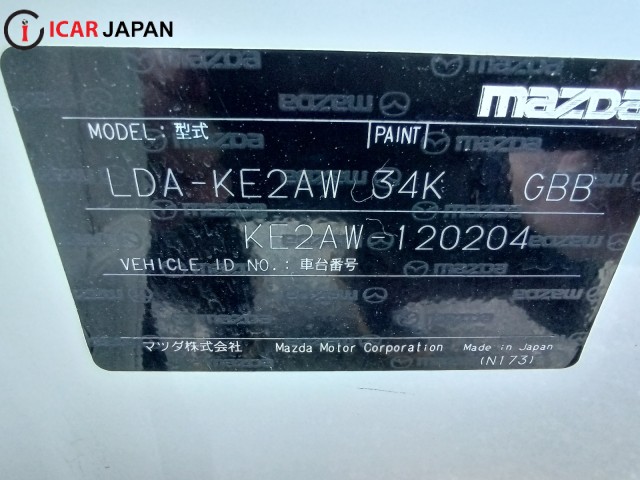 ICAR JAPAN
mazda
MODEL: 型式 PAINT
LDA-KE2AW 34K GBB
KE2AW-120204
VEHICLE ID NO.: 車台番号
マツダ株式会社 Mazda Motor Corporation Made in Japan
(N173)